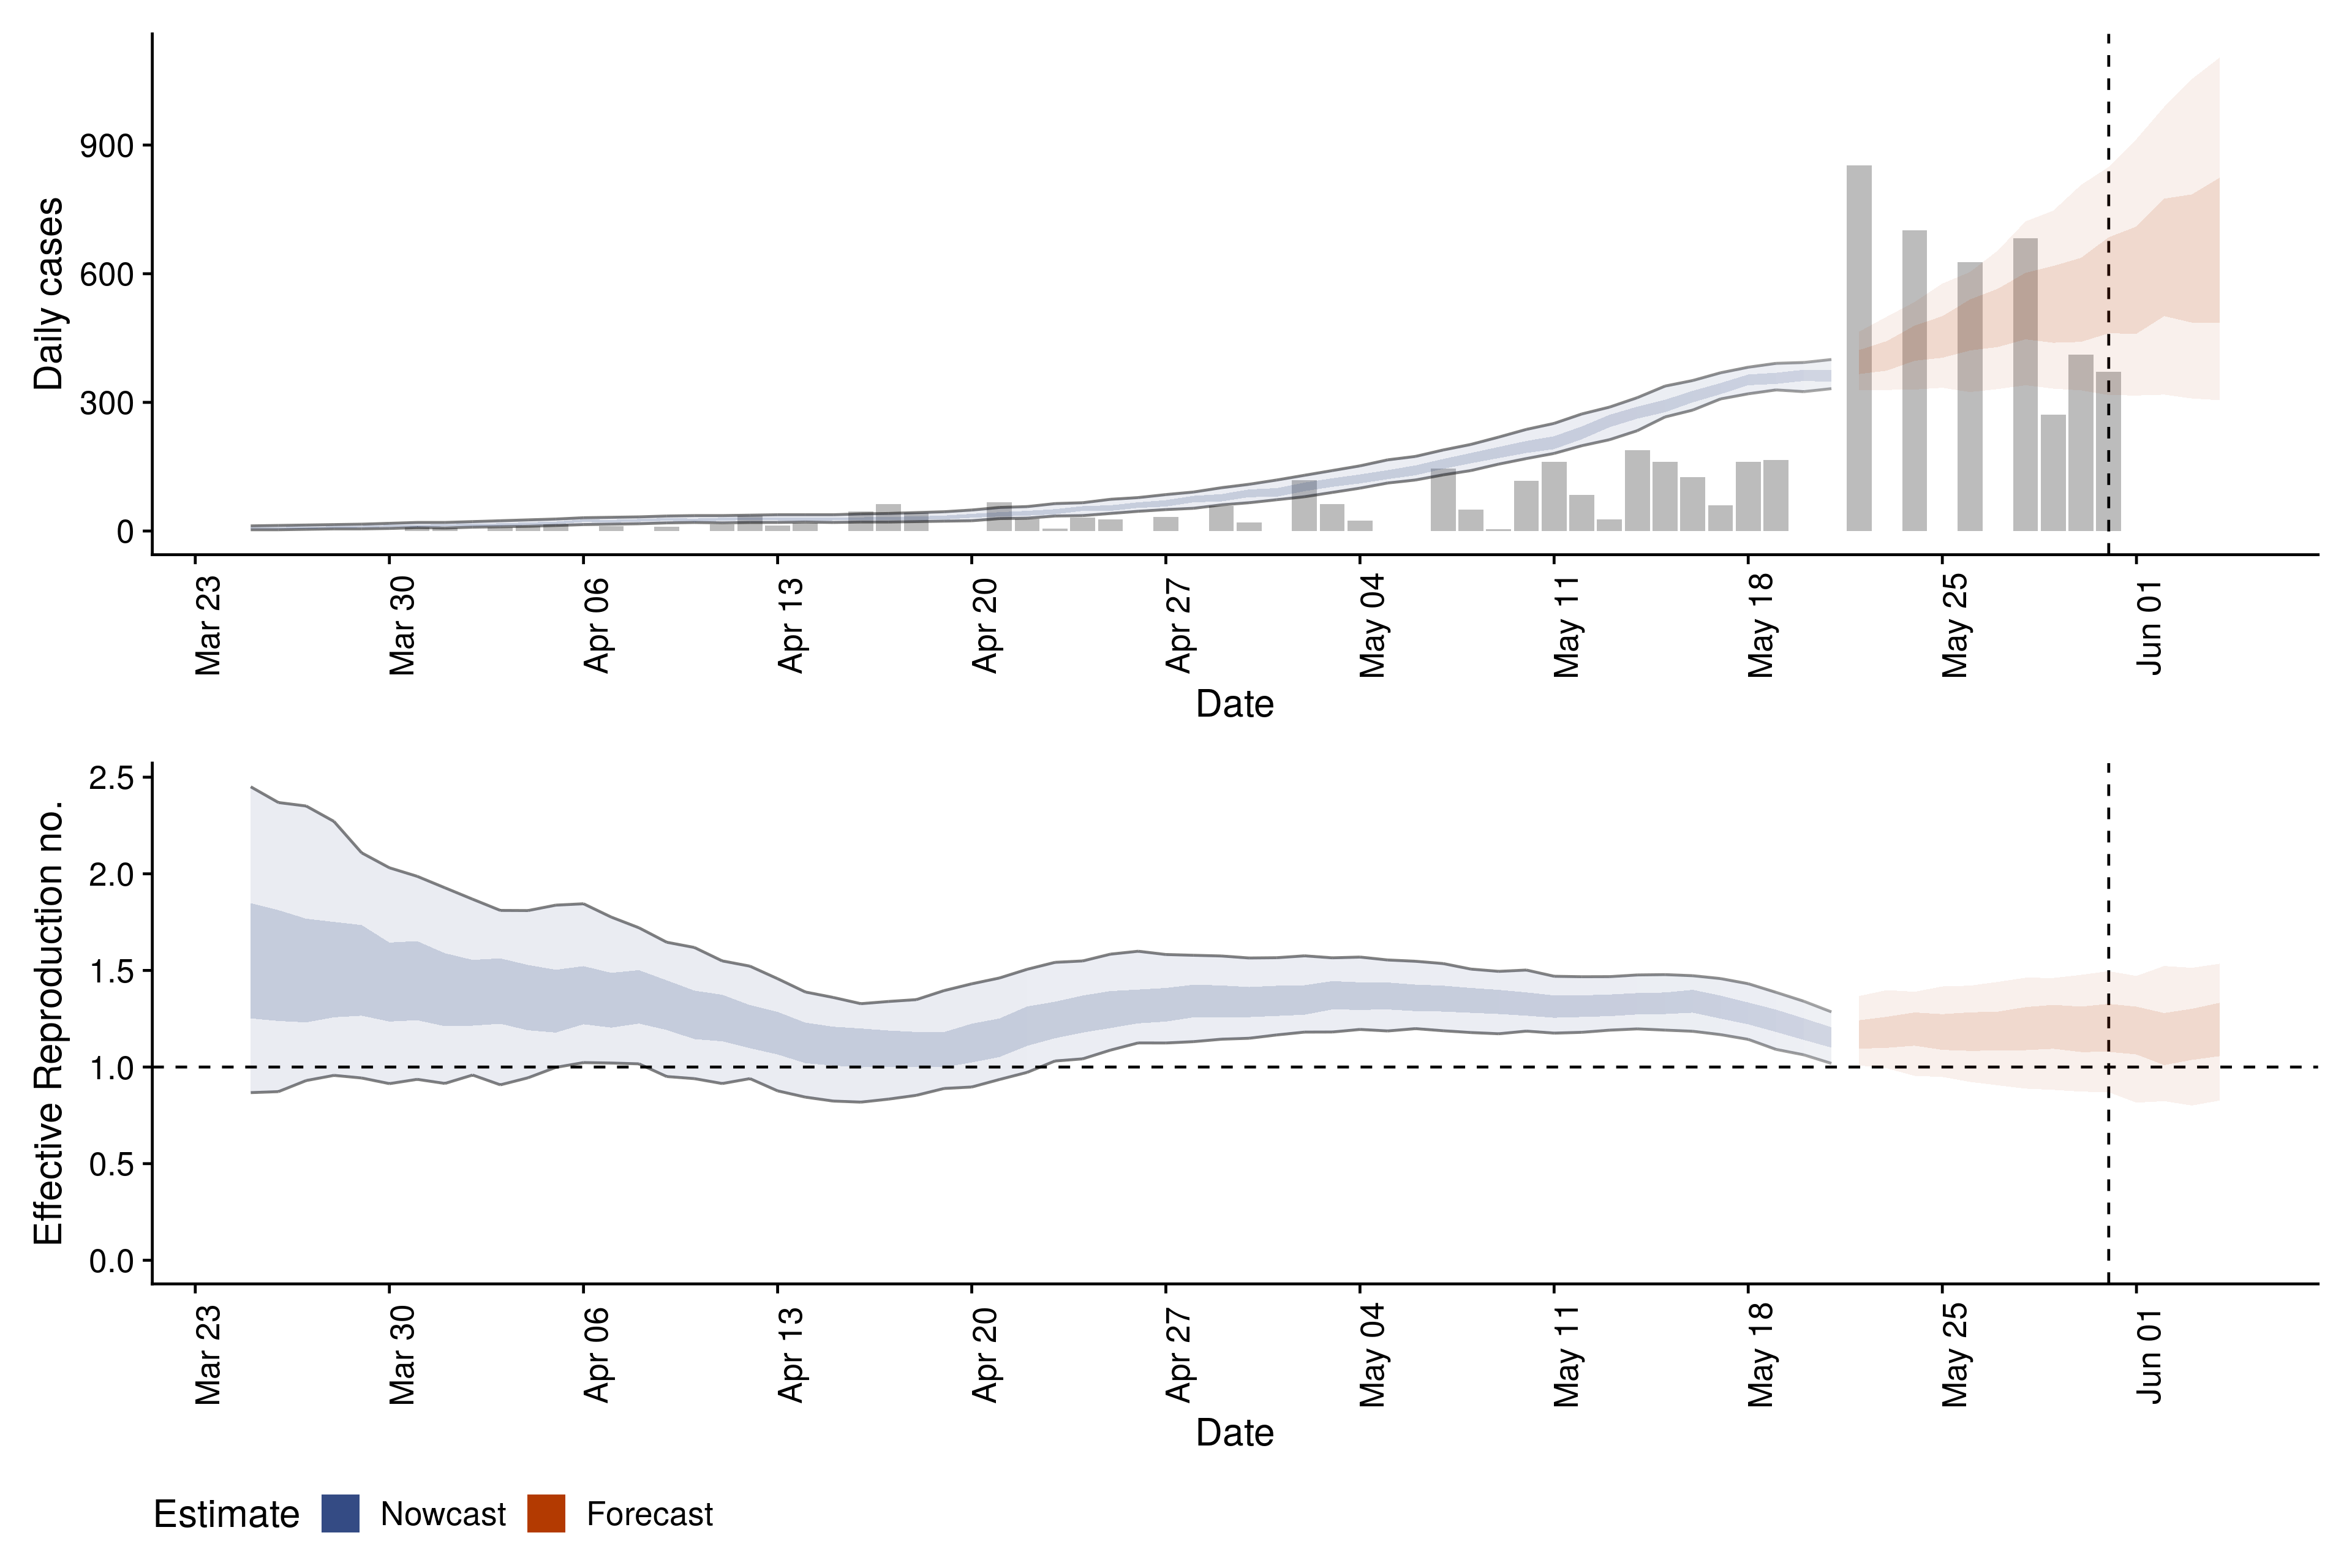 Daily cases
900
600
300
0
Mar 23
Mar 30
Apr 06
Apr 13
Apr 20
Apr 27
May 04
May 11
May 18
May 25
Jun 01
Date
Effective Reproduction no.
2.5
2.0
1.5
1.0
0.5
0.0
Mar 23
Mar 30
Apr 06
Apr 13
Apr 20
Apr 27
May 04
May 11
May 18
May 25
Jun 01
Date
Estimate Nowcast Forecast